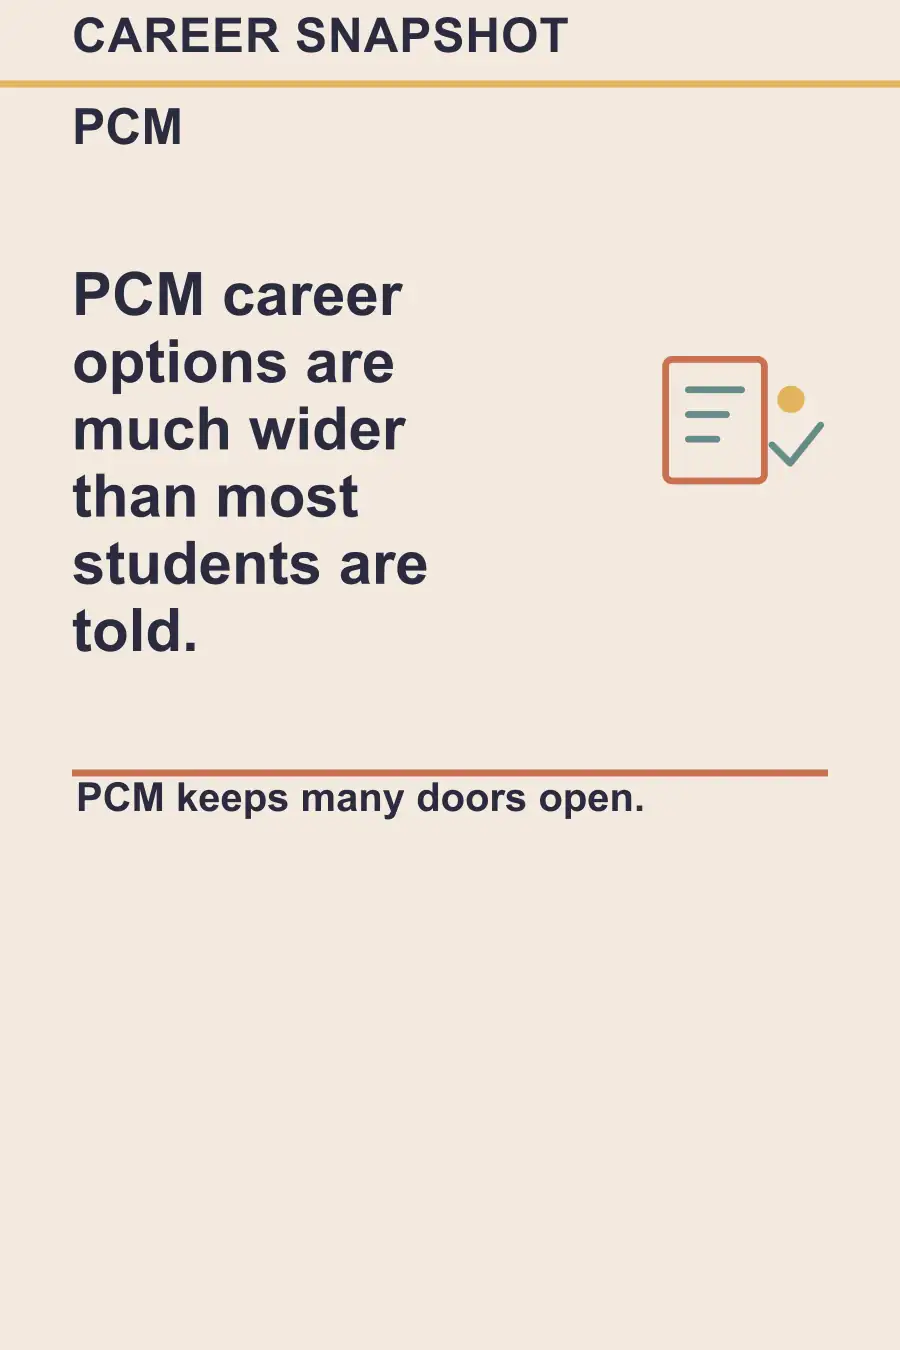 CAREER SNAPSHOT
PCM
PCM career
options are
much wider
than most
students are
told.
PCM keeps many doors open.